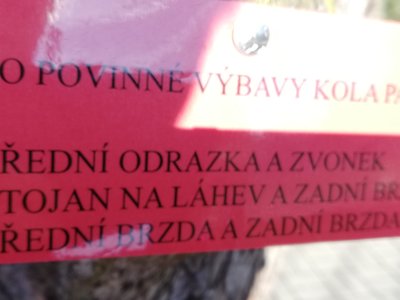 O POVINNÉ VÝBAVY KOLA PA
ŘEDNÍ ODRAZKA A ZVONEK
TOJAN NA LÁHEV A ZADNÍ BR
ŘEDNÍ BRZDA A ZADNÍ BRZDA